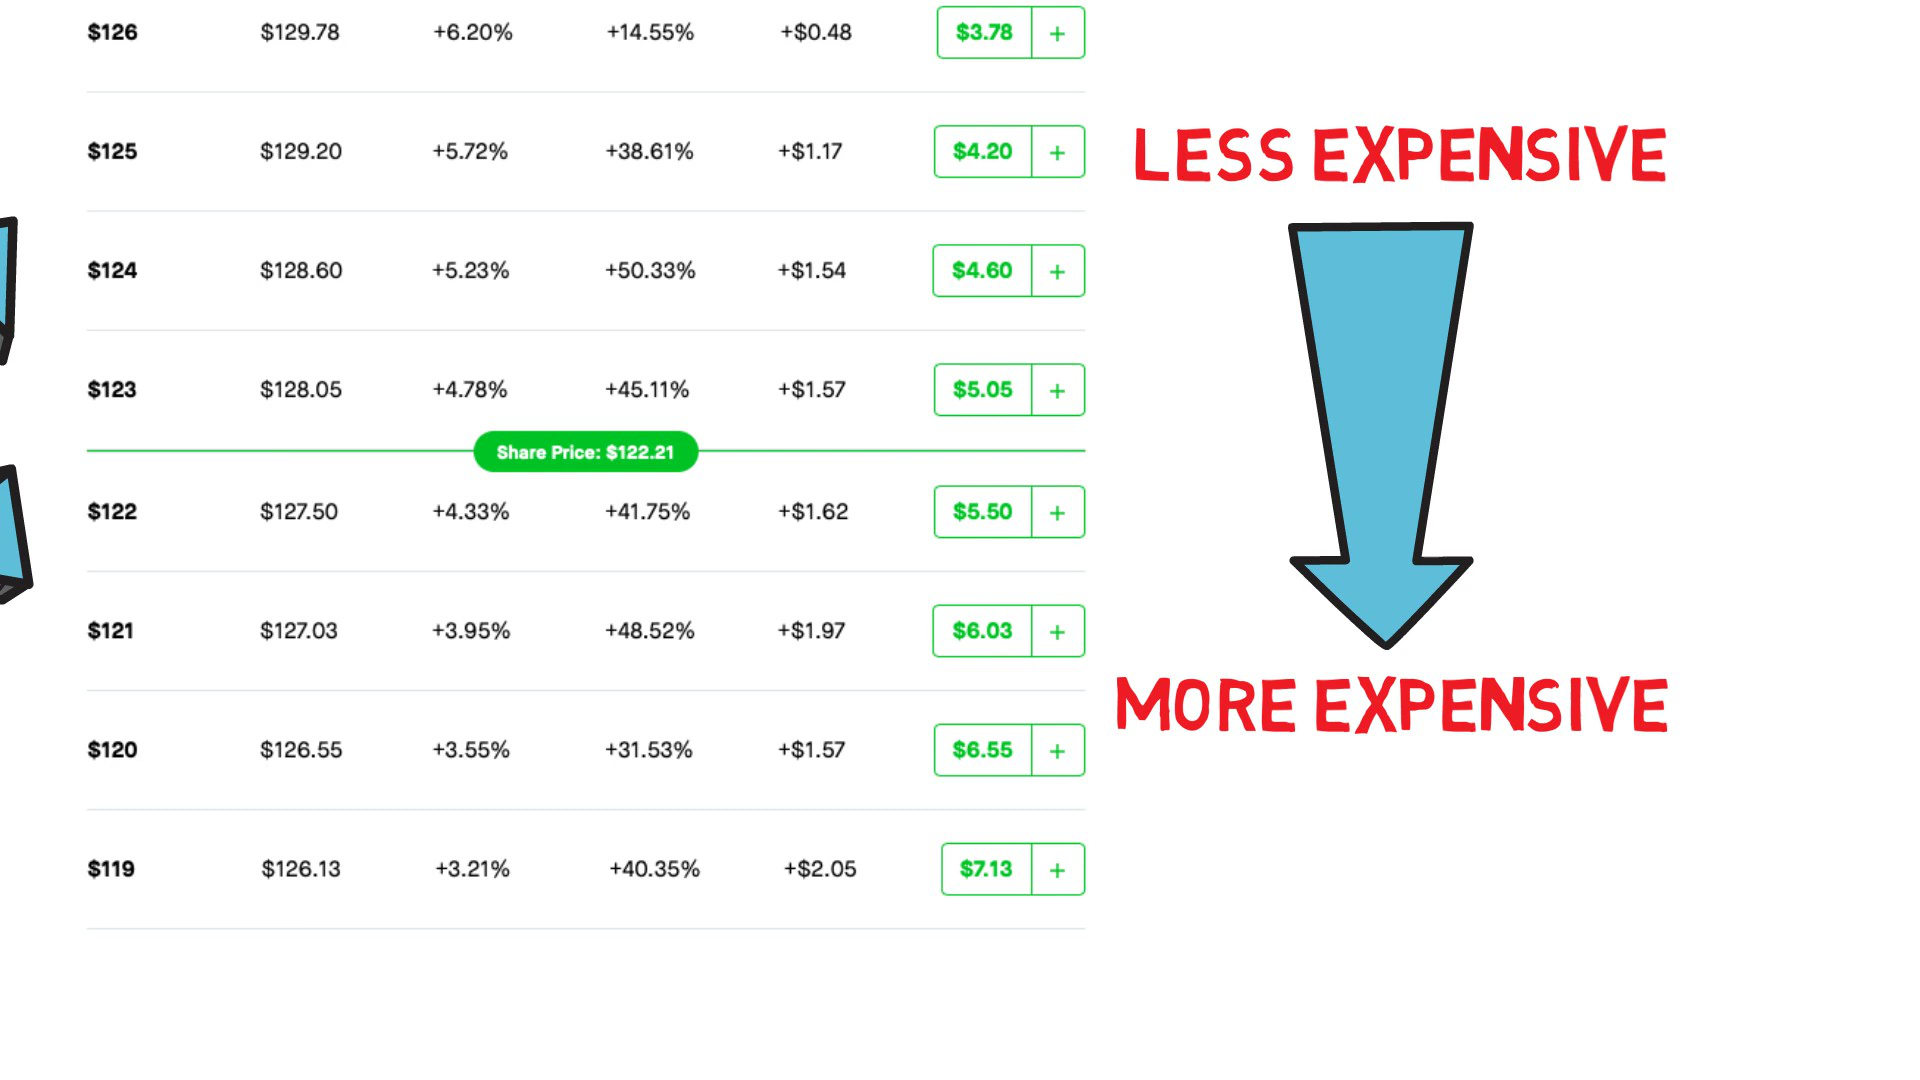 $126 $129.78 +6.20% +14.55% +$0.48 $3.78 +
$125 $129.20 +5.72% +38.61% +$1.17 $4.20 +
LESS EXPENSIVE
$124 $128.60 +5.23% +50.33% +$1.54 $4.60 +
$123 $128.05 +4.78% +45.11% +$1.57 $5.05 +
Share Price: $122.21
$122 $127.50 +4.33% +41.75% +$1.62 $5.50 +
$121 $127.03 +3.95% +48.52% +$1.97 $6.03 +
MORE EXPENSIVE
$120 $126.55 +3.55% +31.53% +$1.57 $6.55 +
$119 $126.13 +3.21% +40.35% +$2.05 $7.13 +